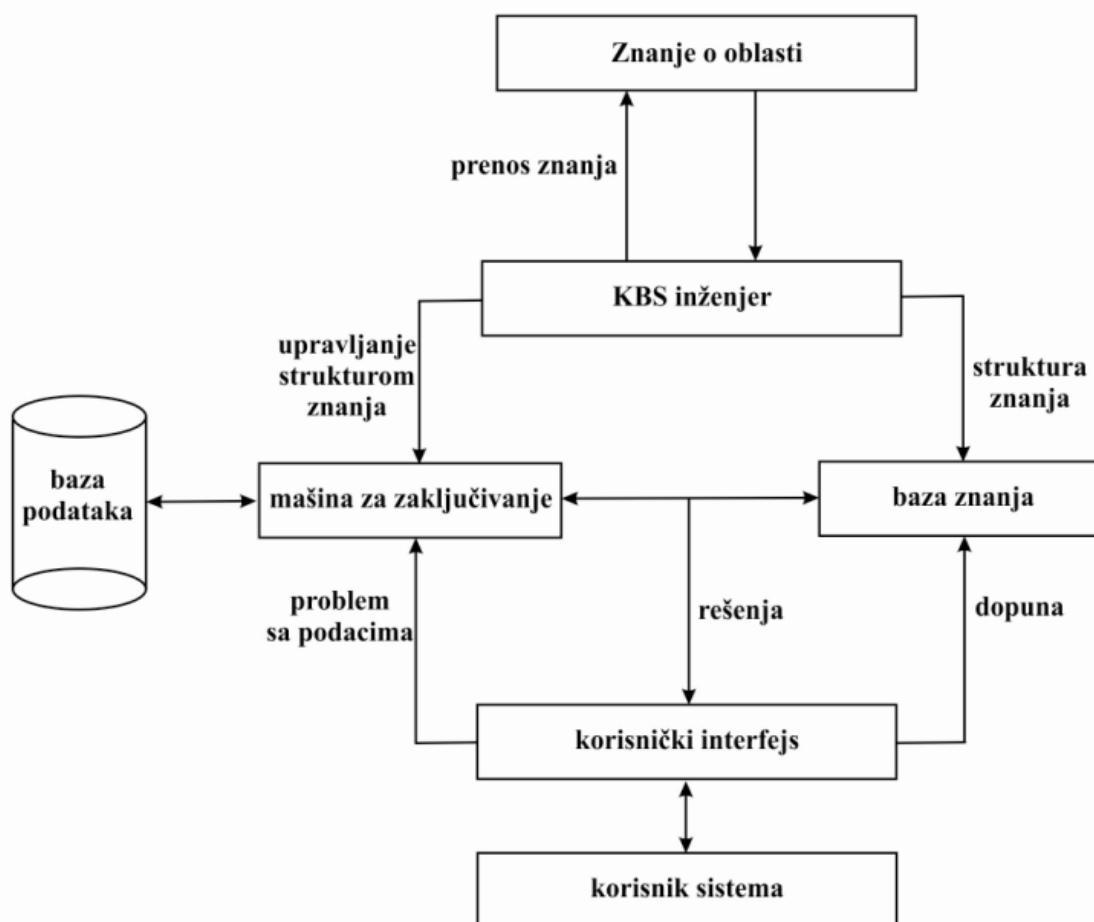 Znanje o oblasti
prenos znanja
KBS inženjer
upravljanje
strukturom
znanja
struktura
znanja
baza
podataka
mašina za zaključivanje
baza znanja
problem
sa podacima
rešenja
dopuna
korisnički interfejs
korisnik sistema